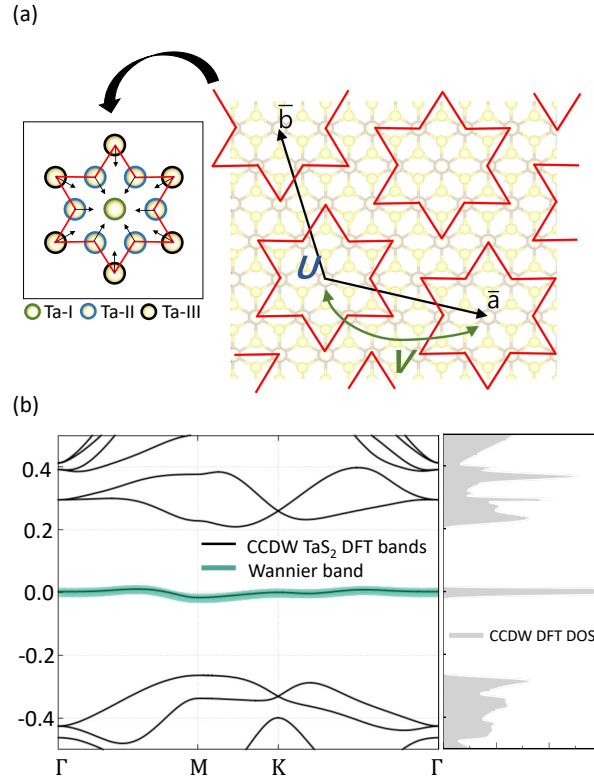 (a)
b̅
U
a̅
V
Ta-I Ta-II Ta-III
(b)
0.4
0.2
0.0
-0.2
-0.4
CCDW TaS₂ DFT bands
Wannier band
CCDW DFT DOS
Γ M K Γ